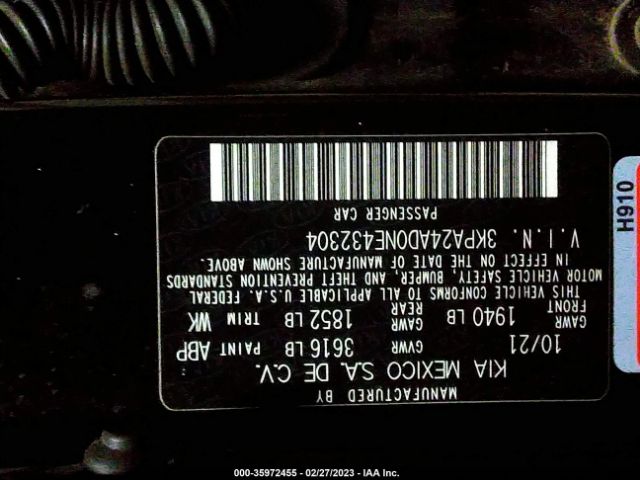 MANUFACTURED BY
KIA MEXICO S.A. DE C.V.
10/21 GVWR 3616 LB PAINT ABP
GAWR FRONT 1940 LB GAWR REAR 1852 LB TRIM WK
THIS VEHICLE CONFORMS TO ALL APPLICABLE U.S.A. FEDERAL
MOTOR VEHICLE SAFETY, BUMPER, AND THEFT PREVENTION STANDARDS
IN EFFECT ON THE DATE OF MANUFACTURE SHOWN ABOVE.
V.I.N. 3KPA24AD0NE432304
PASSENGER CAR
H910
000-35972455 - 02/27/2023 - IAA Inc.